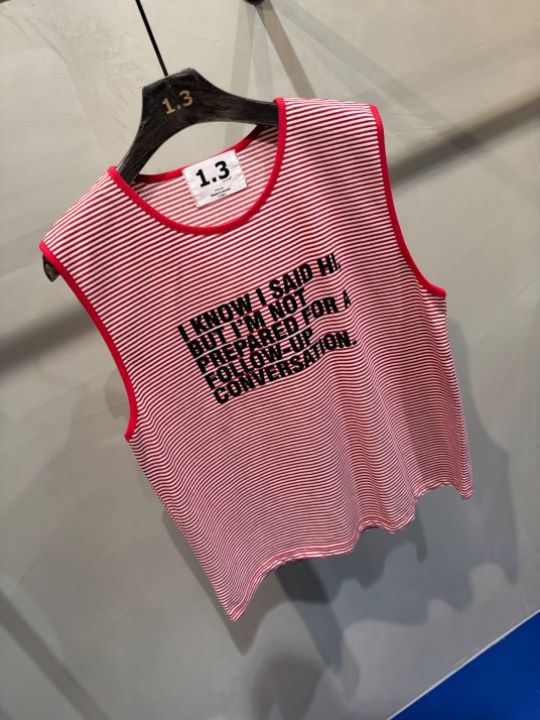 1.3
1.3
I KNOW I SAID HI,
BUT I'M NOT
PREPARED FOR A
FOLLOW-UP
CONVERSATION.